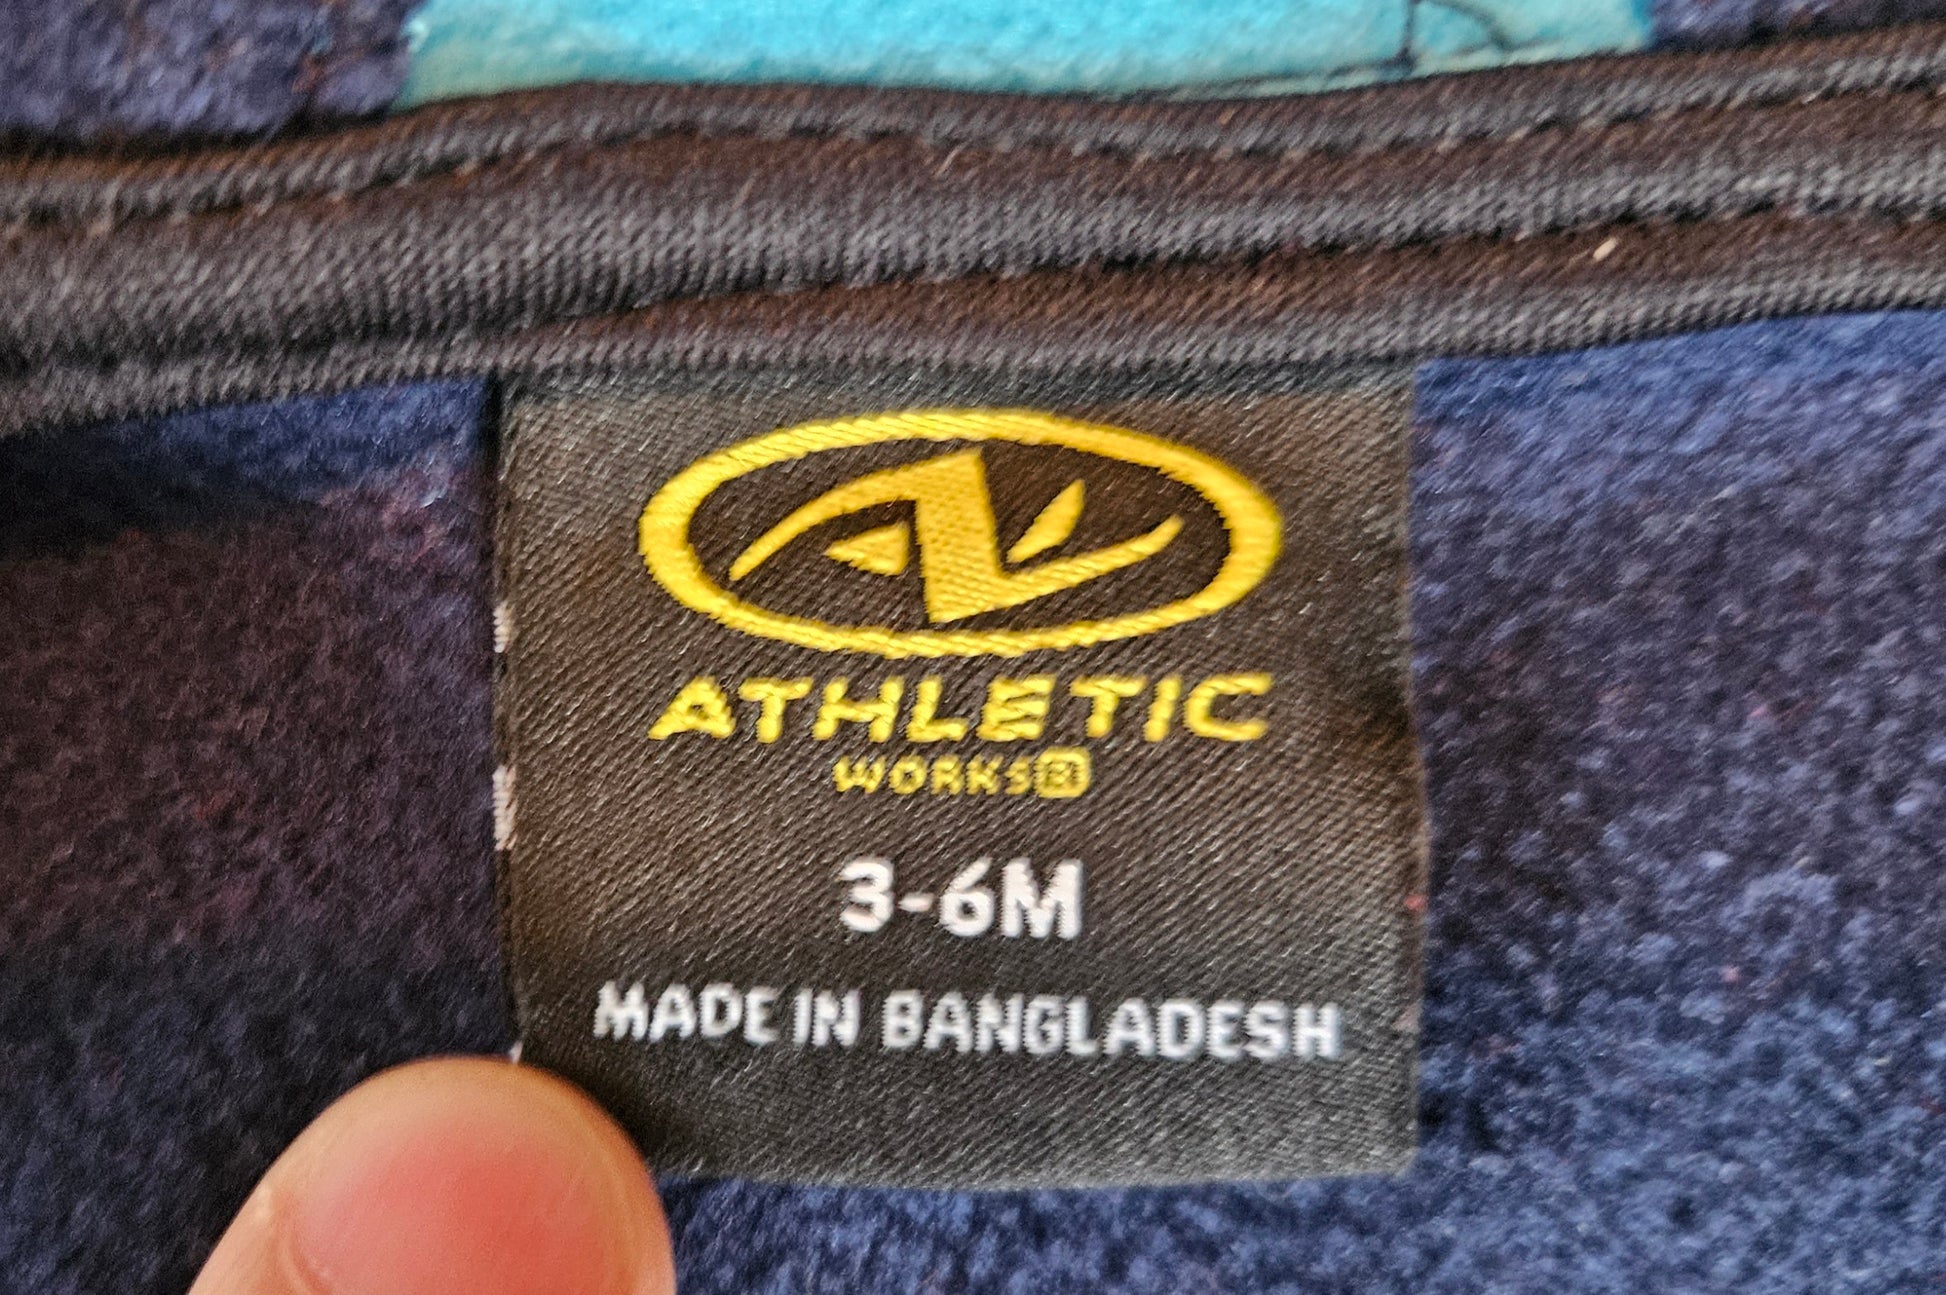 ATHLETIC
WORKS®
3-6M
MADE IN BANGLADESH